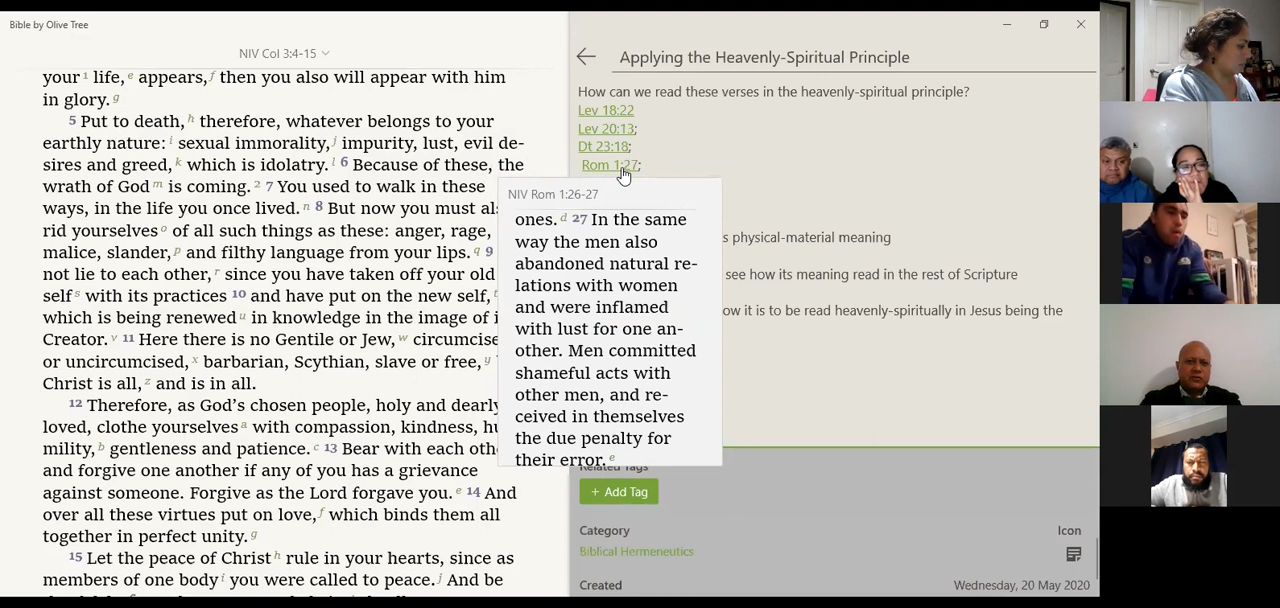 Bible by Olive Tree
NIV Col 3:4-15
your 1 life, e appears, f then you also will appear with him
in glory. g
5 Put to death, h therefore, whatever belongs to your
earthly nature: i sexual immorality, j impurity, lust, evil de-
sires and greed, k which is idolatry. l 6 Because of these, the
wrath of God m is coming. 2 7 You used to walk in these
ways, in the life you once lived. n 8 But now you must al
rid yourselves o of all such things as these: anger, rage,
malice, slander, p and filthy language from your lips. q 9
not lie to each other, r since you have taken off your old
self s with its practices 10 and have put on the new self,
which is being renewed u in knowledge in the image of i
Creator. v 11 Here there is no Gentile or Jew, w circumcise
or uncircumcised, x barbarian, Scythian, slave or free, y
Christ is all, z and is in all.
12 Therefore, as God's chosen people, holy and dearly
loved, clothe yourselves a with compassion, kindness, hu
mility, b gentleness and patience. c 13 Bear with each oth
and forgive one another if any of you has a grievance
against someone. Forgive as the Lord forgave you. e 14 And
over all these virtues put on love, f which binds them all
together in perfect unity. g
15 Let the peace of Christ h rule in your hearts, since as
members of one body i you were called to peace. j And be
Applying the Heavenly-Spiritual Principle
How can we read these verses in the heavenly-spiritual principle?
Lev 18:22
Lev 20:13;
Dt 23:18;
Rom 1:27;
NIV Rom 1:26-27
ones. d 27 In the same
way the men also
abandoned natural re-
lations with women
and were inflamed
with lust for one an-
other. Men committed
shameful acts with
other men, and re-
ceived in themselves
the due penalty for
their error. e
s physical-material meaning
see how its meaning read in the rest of Scripture
ow it is to be read heavenly-spiritually in Jesus being the
Related Tags
+ Add Tag
Category
Icon
Biblical Hermeneutics
Created
Wednesday, 20 May 2020